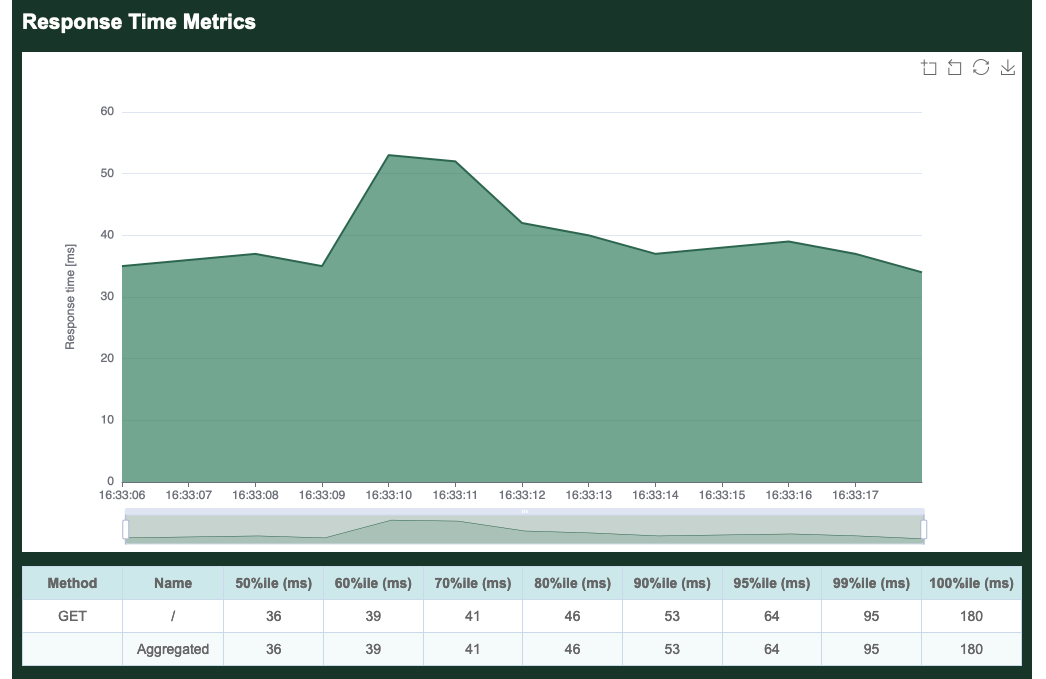 Response Time Metrics
60
50
40
30
20
10
0
Response time [ms]
16:33:06 16:33:07 16:33:08 16:33:09 16:33:10 16:33:11 16:33:12 16:33:13 16:33:14 16:33:15 16:33:16 16:33:17
Method Name 50%ile (ms) 60%ile (ms) 70%ile (ms) 80%ile (ms) 90%ile (ms) 95%ile (ms) 99%ile (ms) 100%ile (ms)
GET / 36 39 41 46 53 64 95 180
Aggregated 36 39 41 46 53 64 95 180